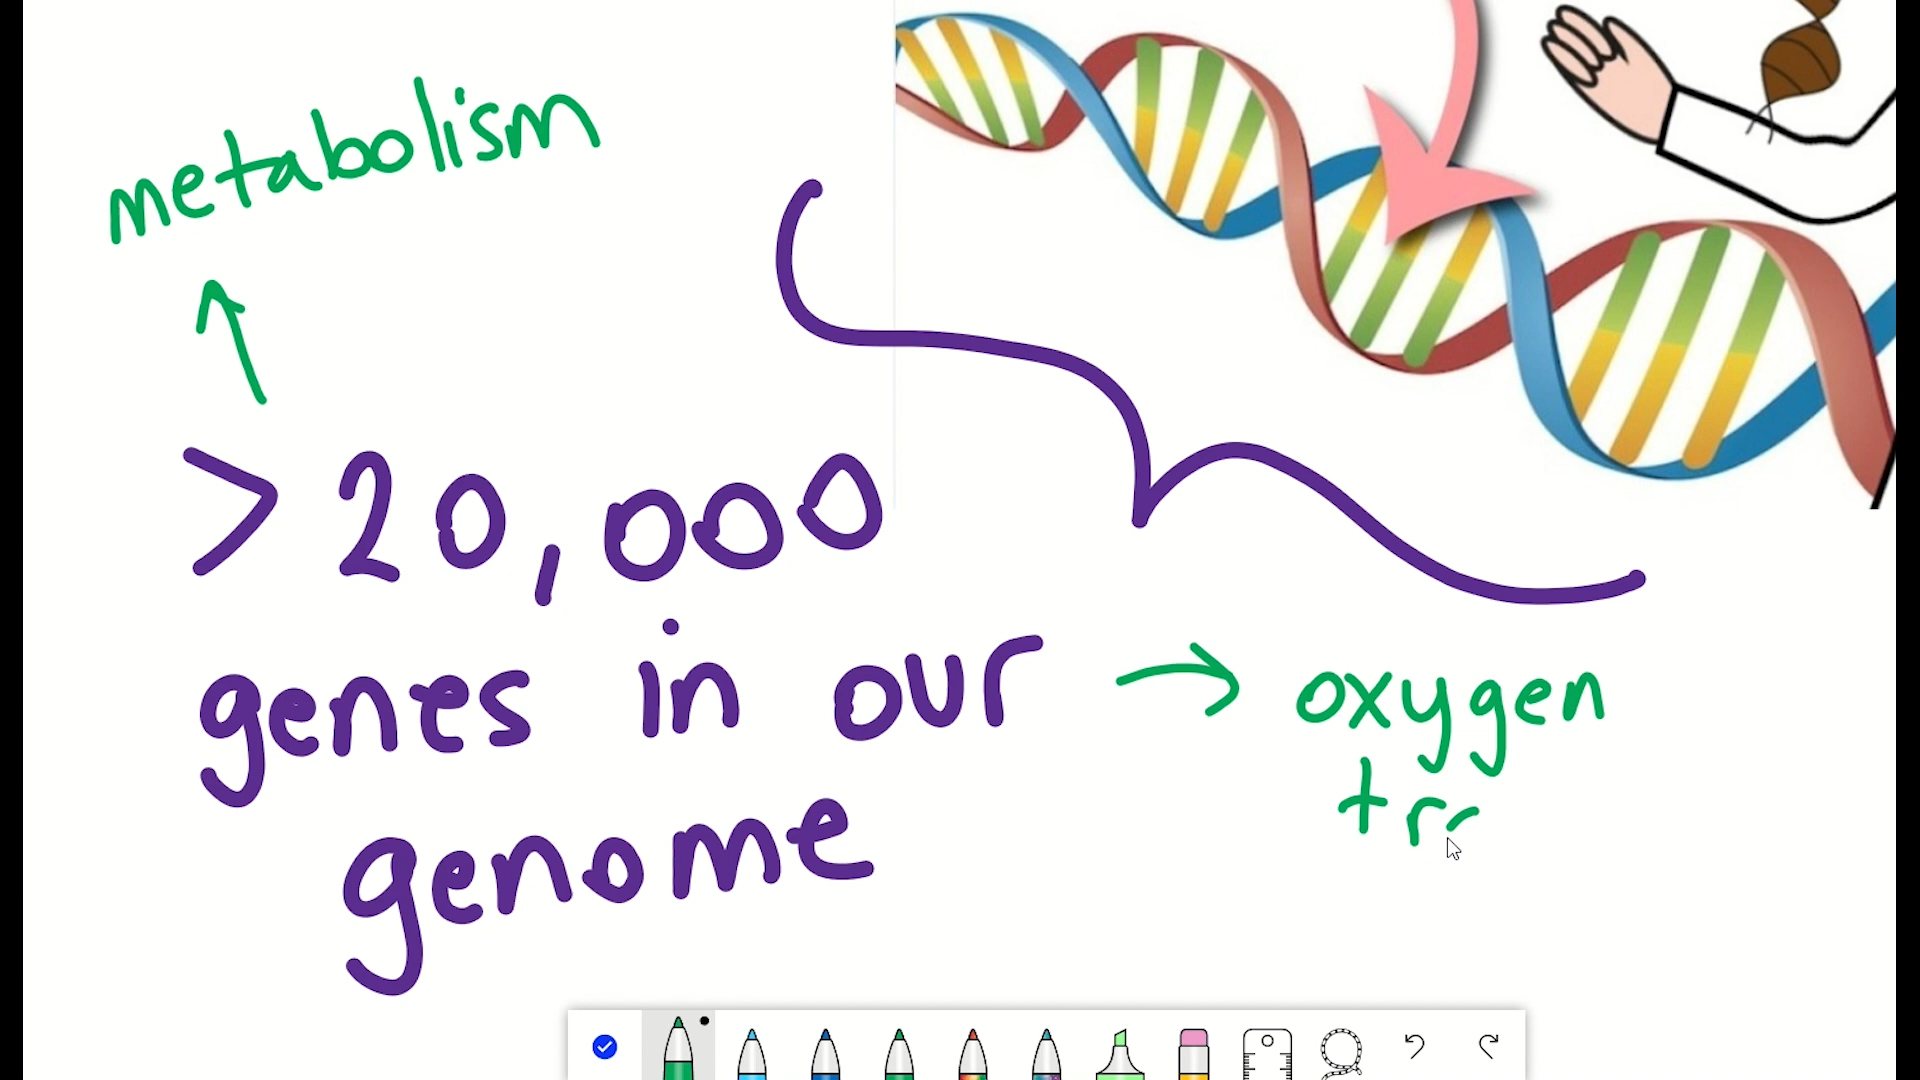 metabolism
> 20,000
genes in our
genome
→ oxygen